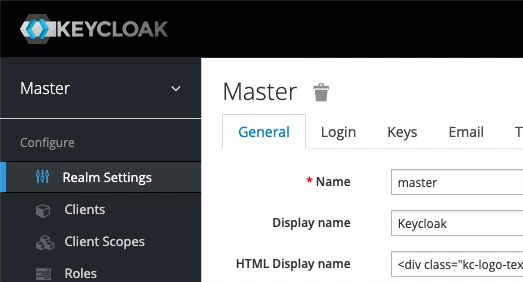 KEYCLOAK
Master
Master
General Login Keys Email T
Configure
Realm Settings
Clients
Client Scopes
Roles
* Name master
Display name Keycloak
HTML Display name <div class="kc-logo-tex